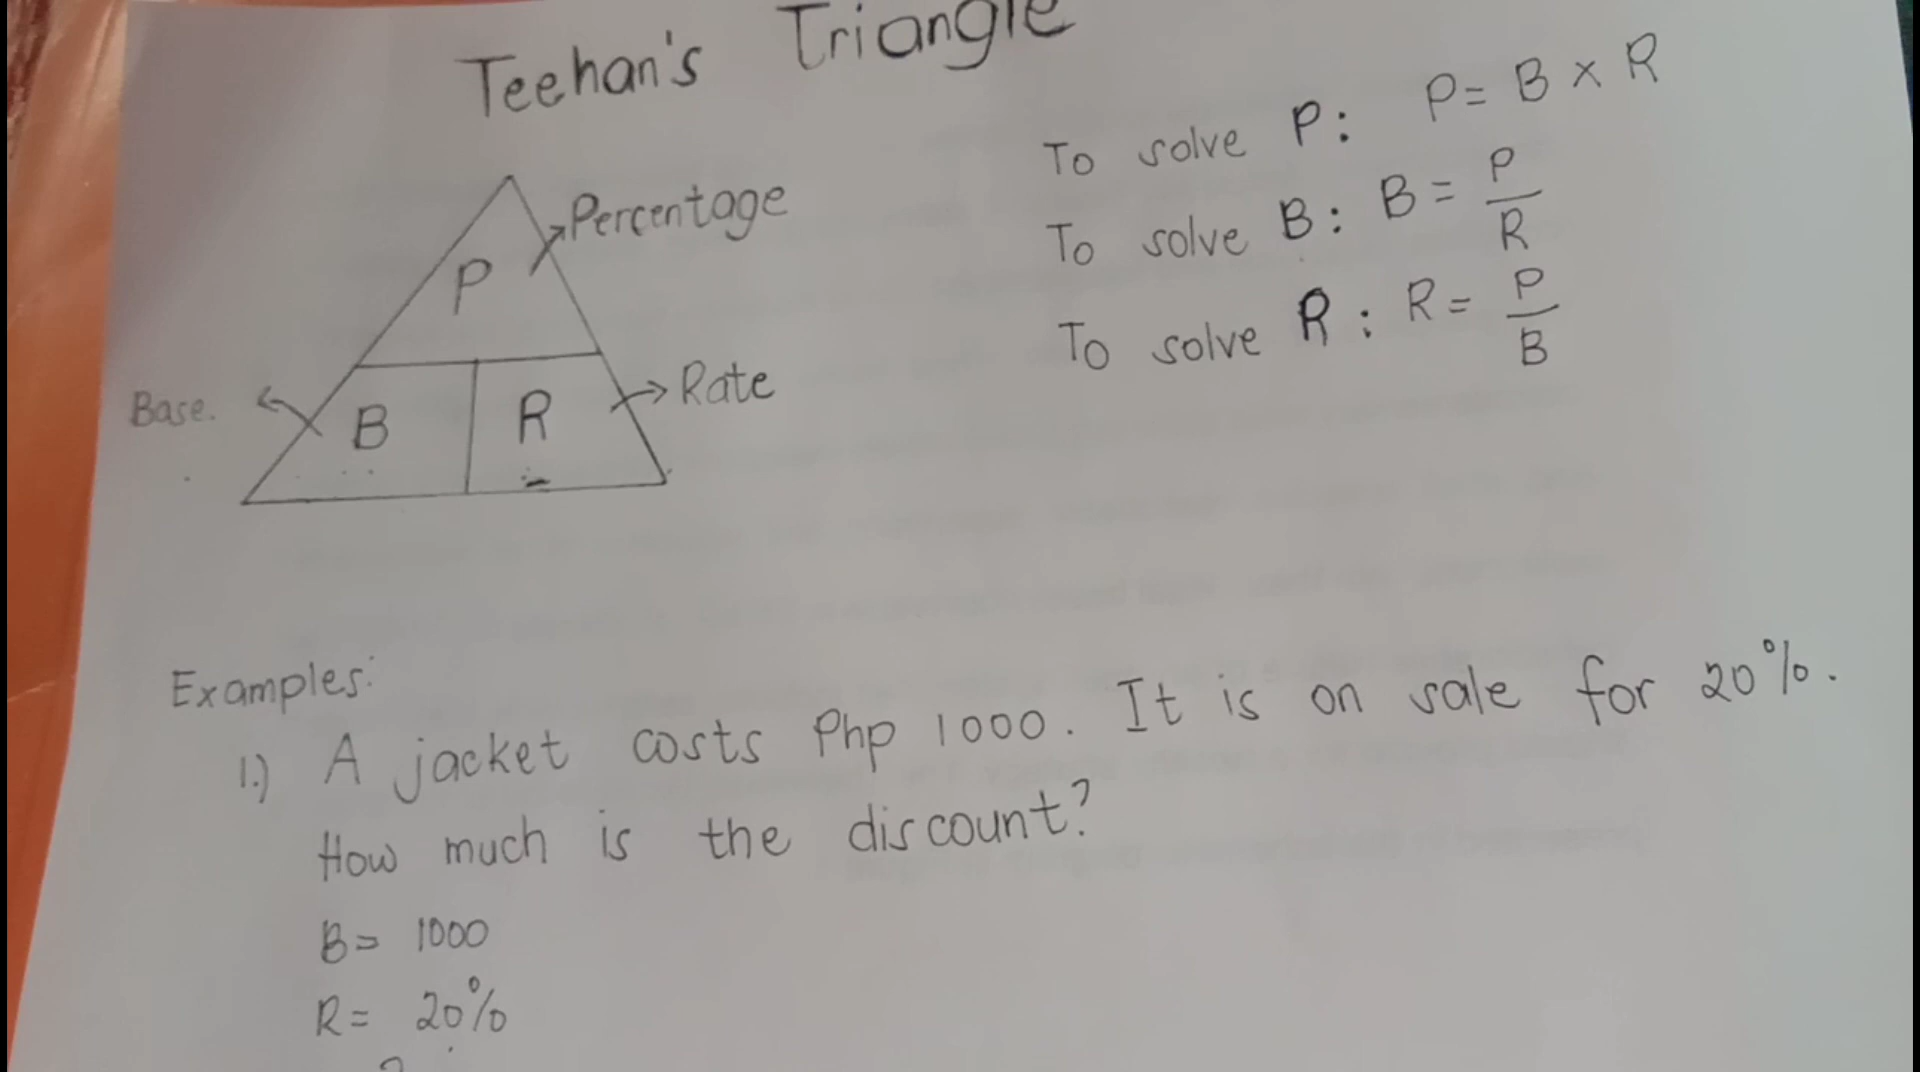 Teehan's Triangle
Percentage
P
Base.
B
R
Rate
To solve P: P = B x R
To solve B: B = P/R
To solve R: R = P/B
Examples:
1.) A jacket costs Php 1000. It is on sale for 20%.
How much is the discount?
B = 1000
R = 20%